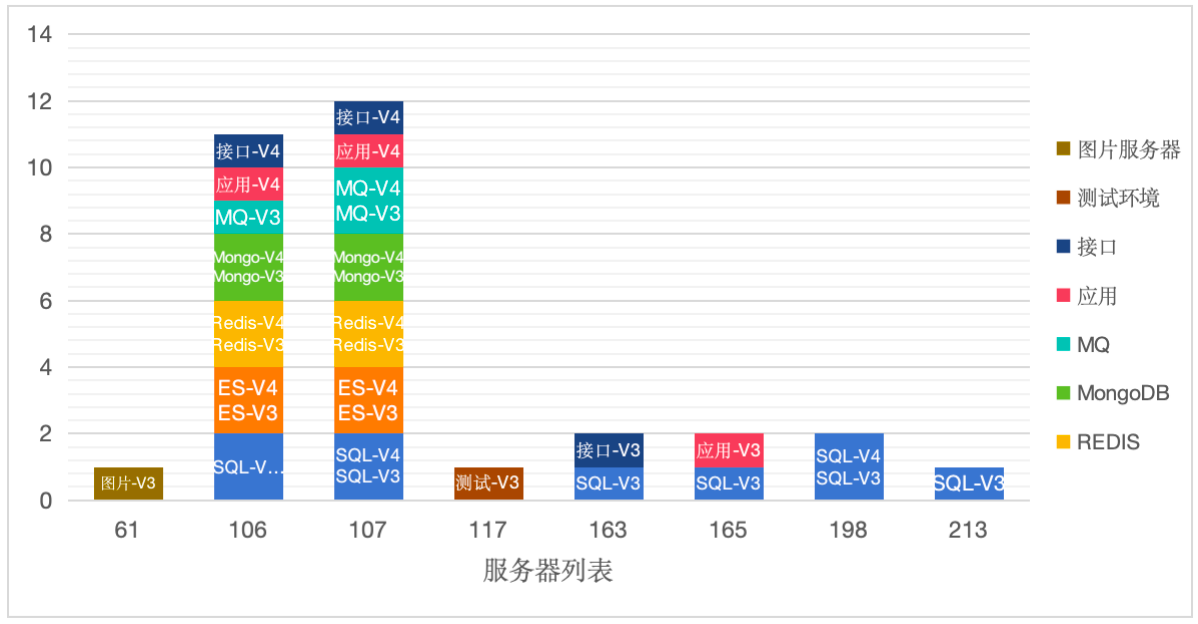 14
12
10
8
6
4
2
0
接口-V4
应用-V4
MQ-V3
Mongo-V4
Mongo-V3
Redis-V4
Redis-V3
ES-V4
ES-V3
SQL-V...
接口-V4
应用-V4
MQ-V4
MQ-V3
Mongo-V4
Mongo-V3
Redis-V4
Redis-V3
ES-V4
ES-V3
SQL-V4
SQL-V3
图片-V3
测试-V3
接口-V3
SQL-V3
应用-V3
SQL-V3
SQL-V4
SQL-V3
SQL-V3
61
106
107
117
163
165
198
213
服务器列表
图片服务器
测试环境
接口
应用
MQ
MongoDB
REDIS